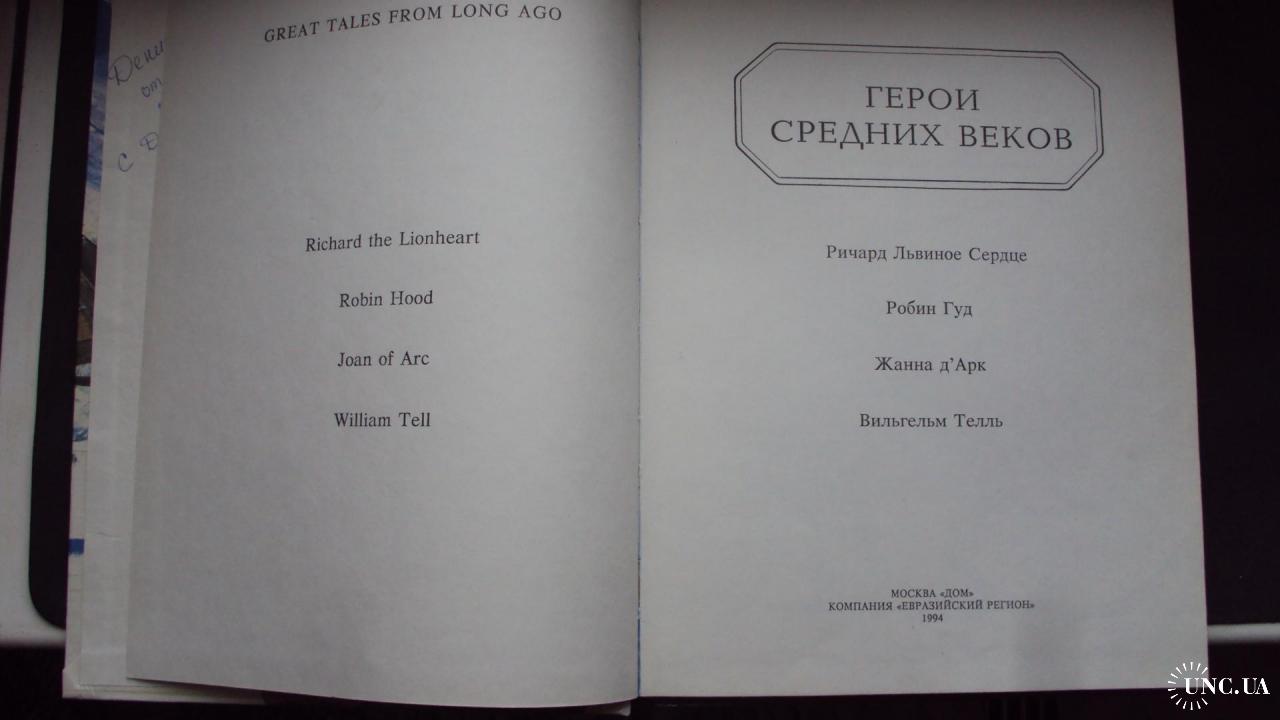 GREAT TALES FROM LONG AGO
Richard the Lionheart
Robin Hood
Joan of Arc
William Tell
ГЕРОИ
СРЕДНИХ ВЕКОВ
Ричард Львиное Сердце
Робин Гуд
Жанна д'Арк
Вильгельм Телль
МОСКВА «ДОМ»
КОМПАНИЯ «ЕВРАЗИЙСКИЙ РЕГИОН»
1994
UNC.UA